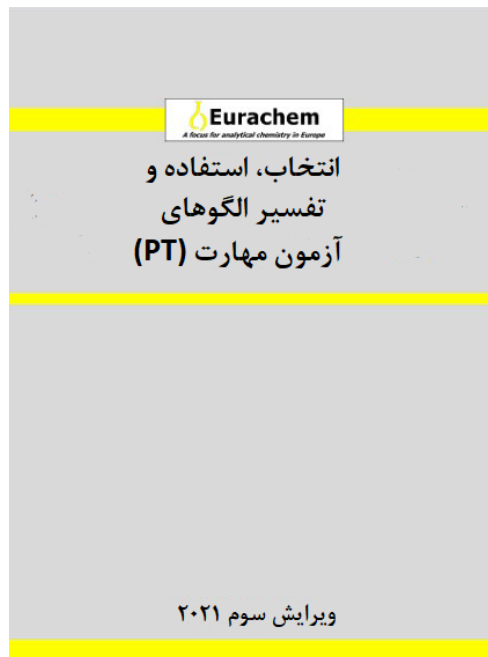 Eurachem
A focus for analytical chemistry in Europe
انتخاب، استفاده و
تفسیر الگوهای
آزمون مهارت (PT)
ویرایش سوم ۲۰۲۱